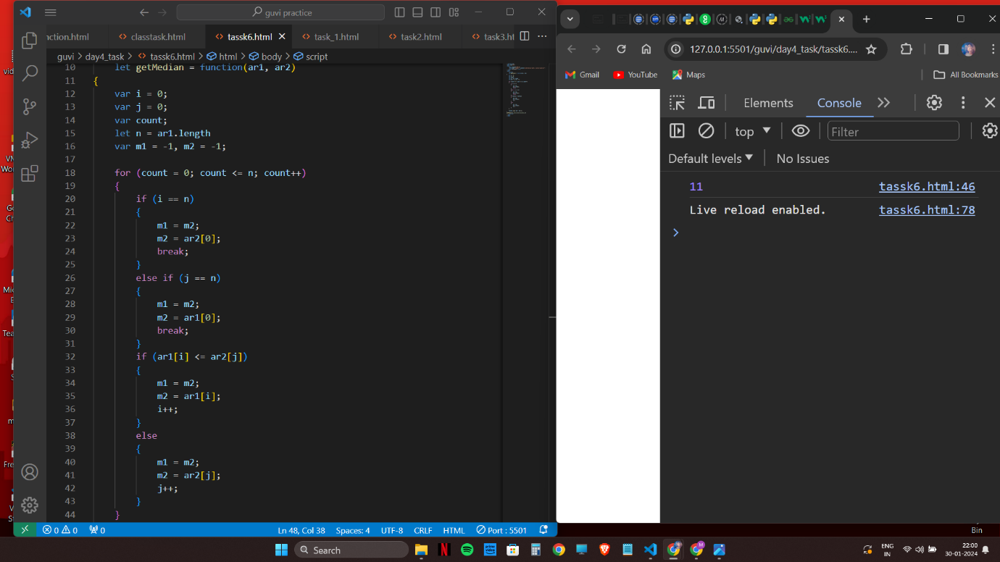 guvi practice
nction.html
classtask.html
tassk6.html
task_1.html
task2.html
task3.ht
guvi > day4_task > tassk6.html > html > body > script
10 let getMedian = function(ar1, ar2)
11 {
12 var i = 0;
13 var j = 0;
14 var count;
15 let n = ar1.length
16 var m1 = -1, m2 = -1;
17
18 for (count = 0; count <= n; count++)
19 {
20 if (i == n)
21 {
22 m1 = m2;
23 m2 = ar2[0];
24 break;
25 }
26 else if (j == n)
27 {
28 m1 = m2;
29 m2 = ar1[0];
30 break;
31 }
32 if (ar1[i] <= ar2[j])
33 {
34 m1 = m2;
35 m2 = ar1[i];
36 i++;
37 }
38 else
39 {
40 m1 = m2;
41 m2 = ar2[j];
42 j++;
43 }
44 }
0 0 0
Ln 48, Col 38 Spaces: 4 UTF-8 CRLF HTML Port : 5501
127.0.0.1:5501/guvi/day4_task/tassk6....
Gmail YouTube Maps All Bookmarks
Elements Console
top Filter
Default levels No Issues
11 tassk6.html:46
Live reload enabled. tassk6.html:78
Bin
Search
ENG
IN
22:00
30-01-2024